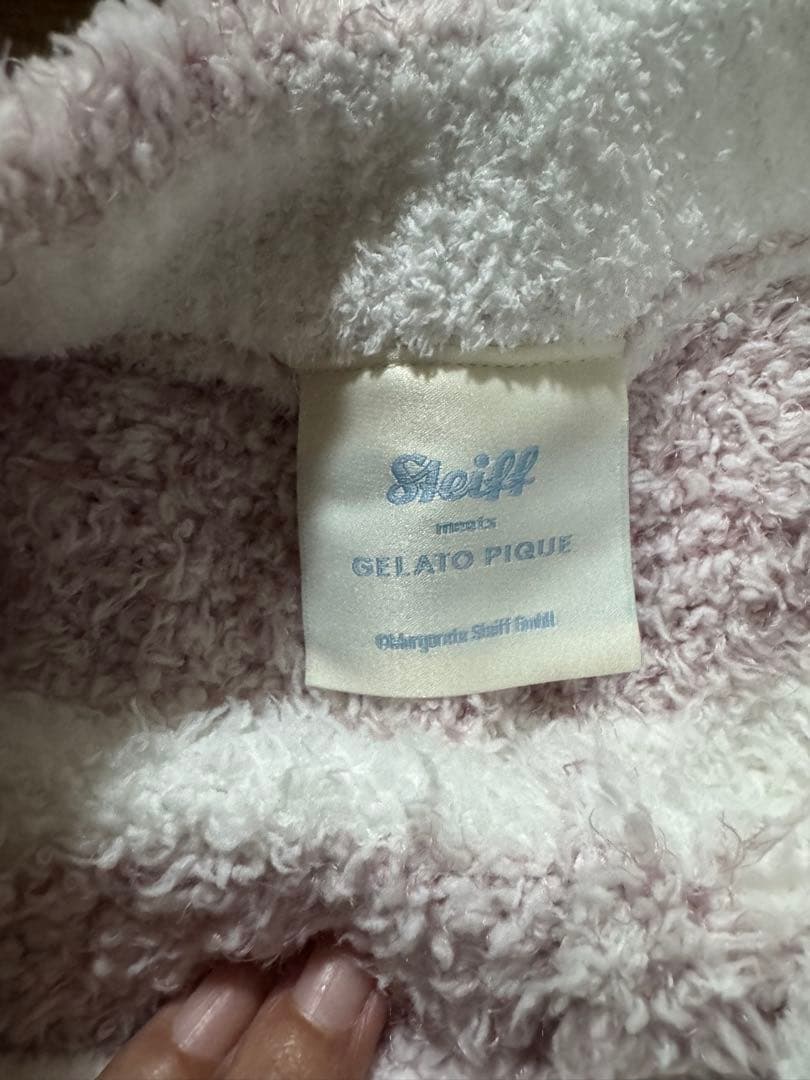 Steiff
meets
GELATO PIQUE
©Margarete Steiff GmbH